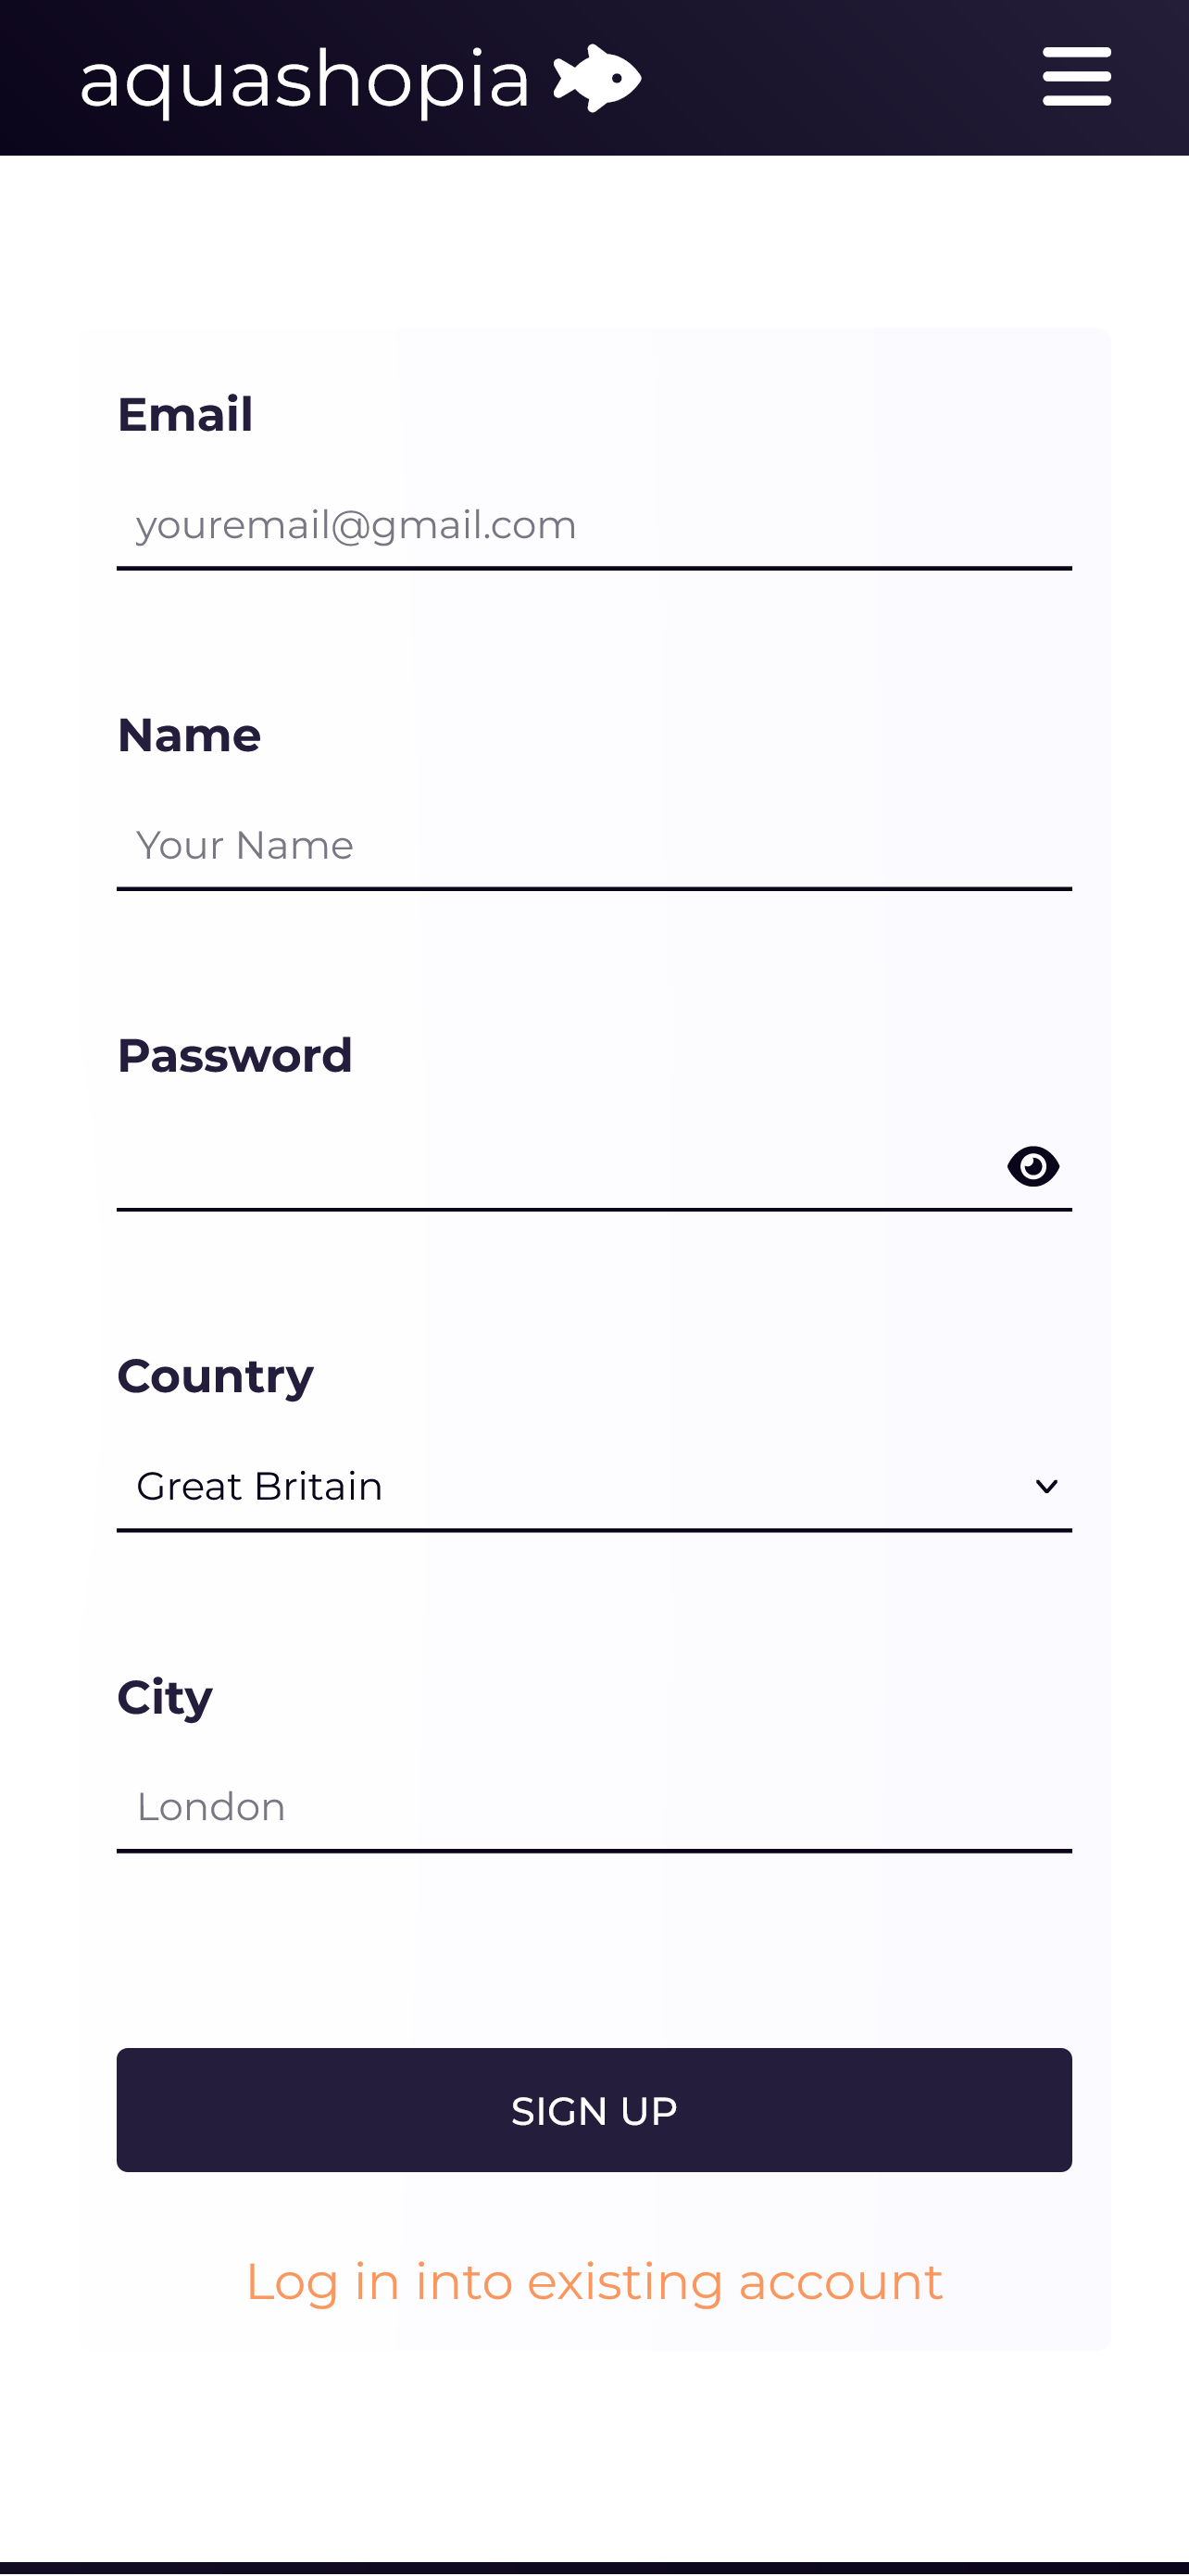 aquashopia
Email
youremail@gmail.com
Name
Your Name
Password
Country
Great Britain
City
London
SIGN UP
Log in into existing account